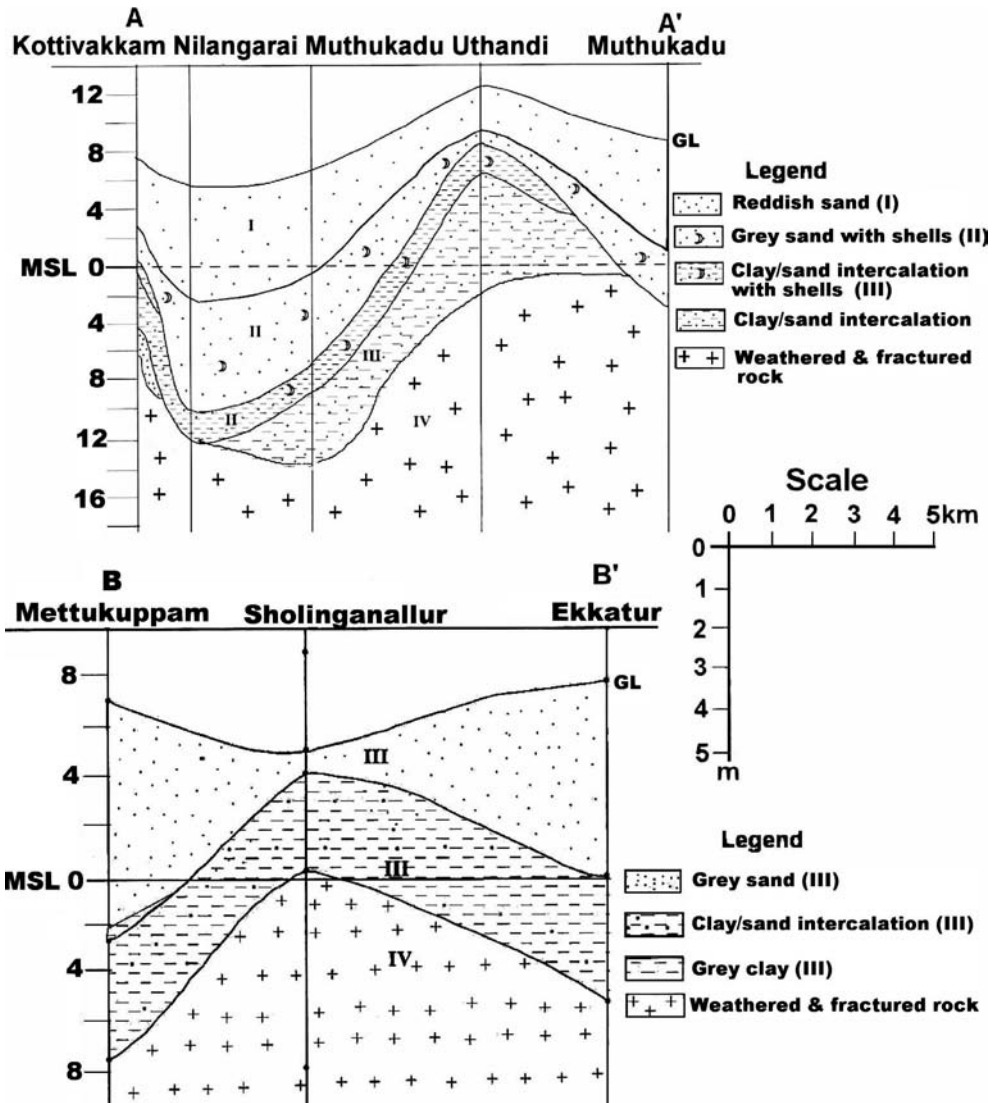 A A'
Kottivakkam Nilangarai Muthukadu Uthandi Muthukadu
12
GL
8
4
MSL 0
4
8
12
16
I
II
III
II
IV
Legend
Reddish sand (I)
Grey sand with shells (II)
Clay/sand intercalation
with shells (III)
Clay/sand intercalation
Weathered & fractured
rock
Scale
0 1 2 3 4 5km
0
1
2
3
4
5
m
B B'
Mettukuppam Sholinganallur Ekkatur
8
GL
4
MSL 0
4
8
III
III
IV
Legend
Grey sand (III)
Clay/sand intercalation (III)
Grey clay (III)
Weathered & fractured rock